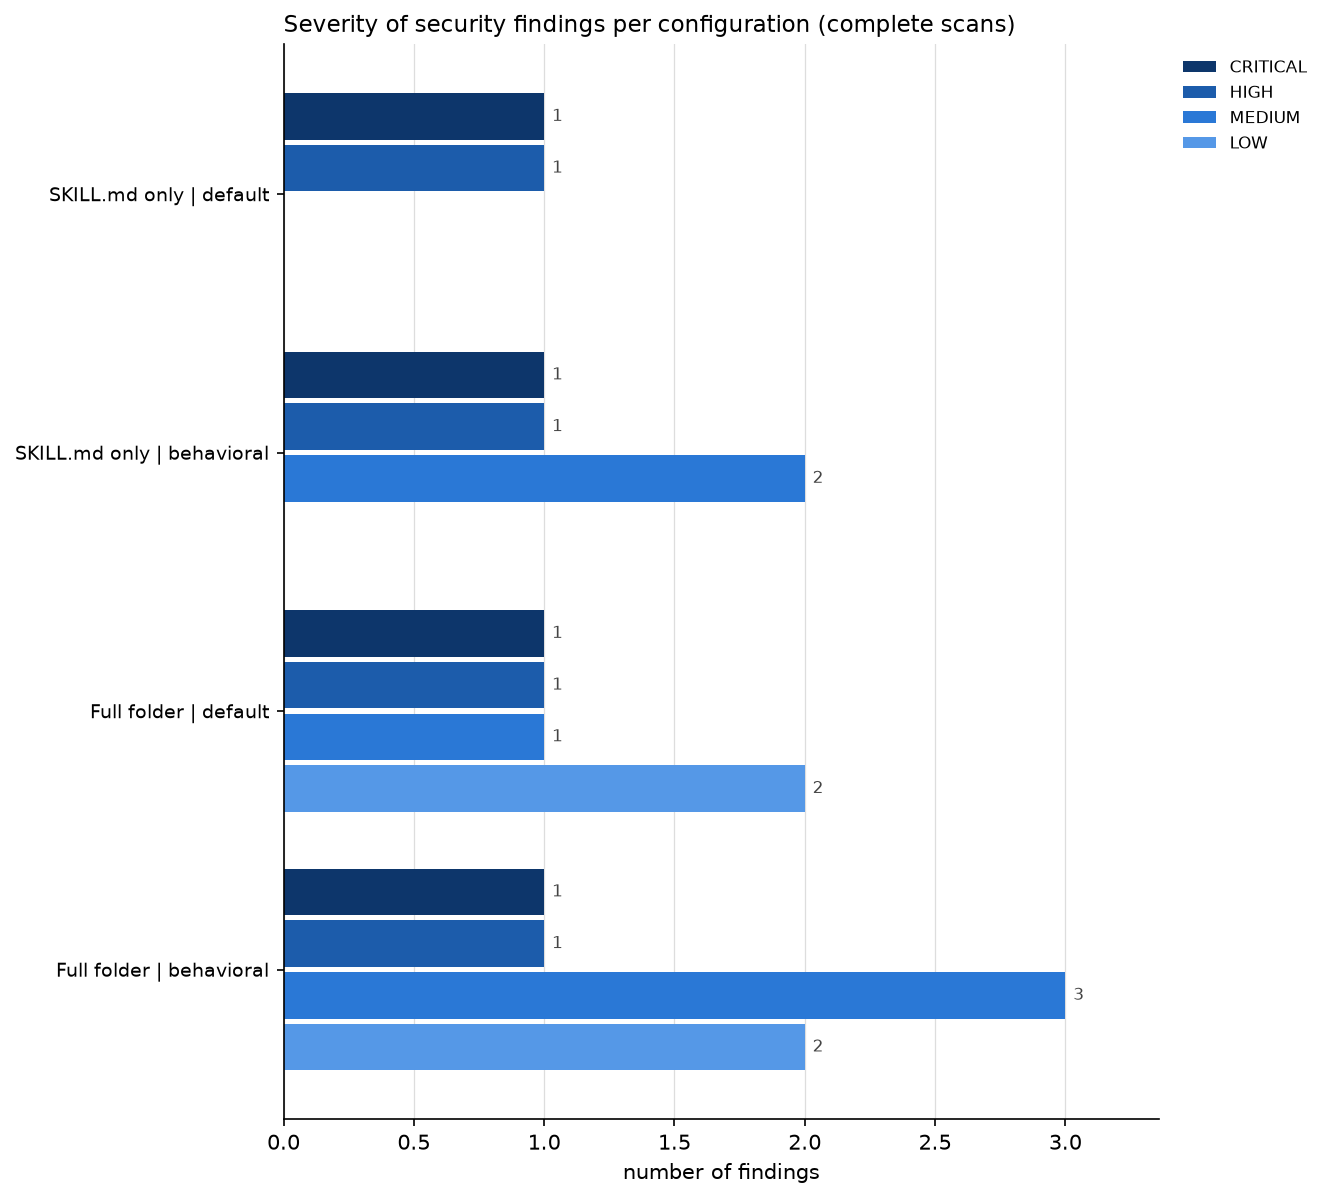 Severity of security findings per configuration (complete scans)
CRITICAL
HIGH
MEDIUM
LOW
SKILL.md only | default
1
1
SKILL.md only | behavioral
1
1
2
Full folder | default
1
1
1
2
Full folder | behavioral
1
1
3
2
0.0 0.5 1.0 1.5 2.0 2.5 3.0
number of findings